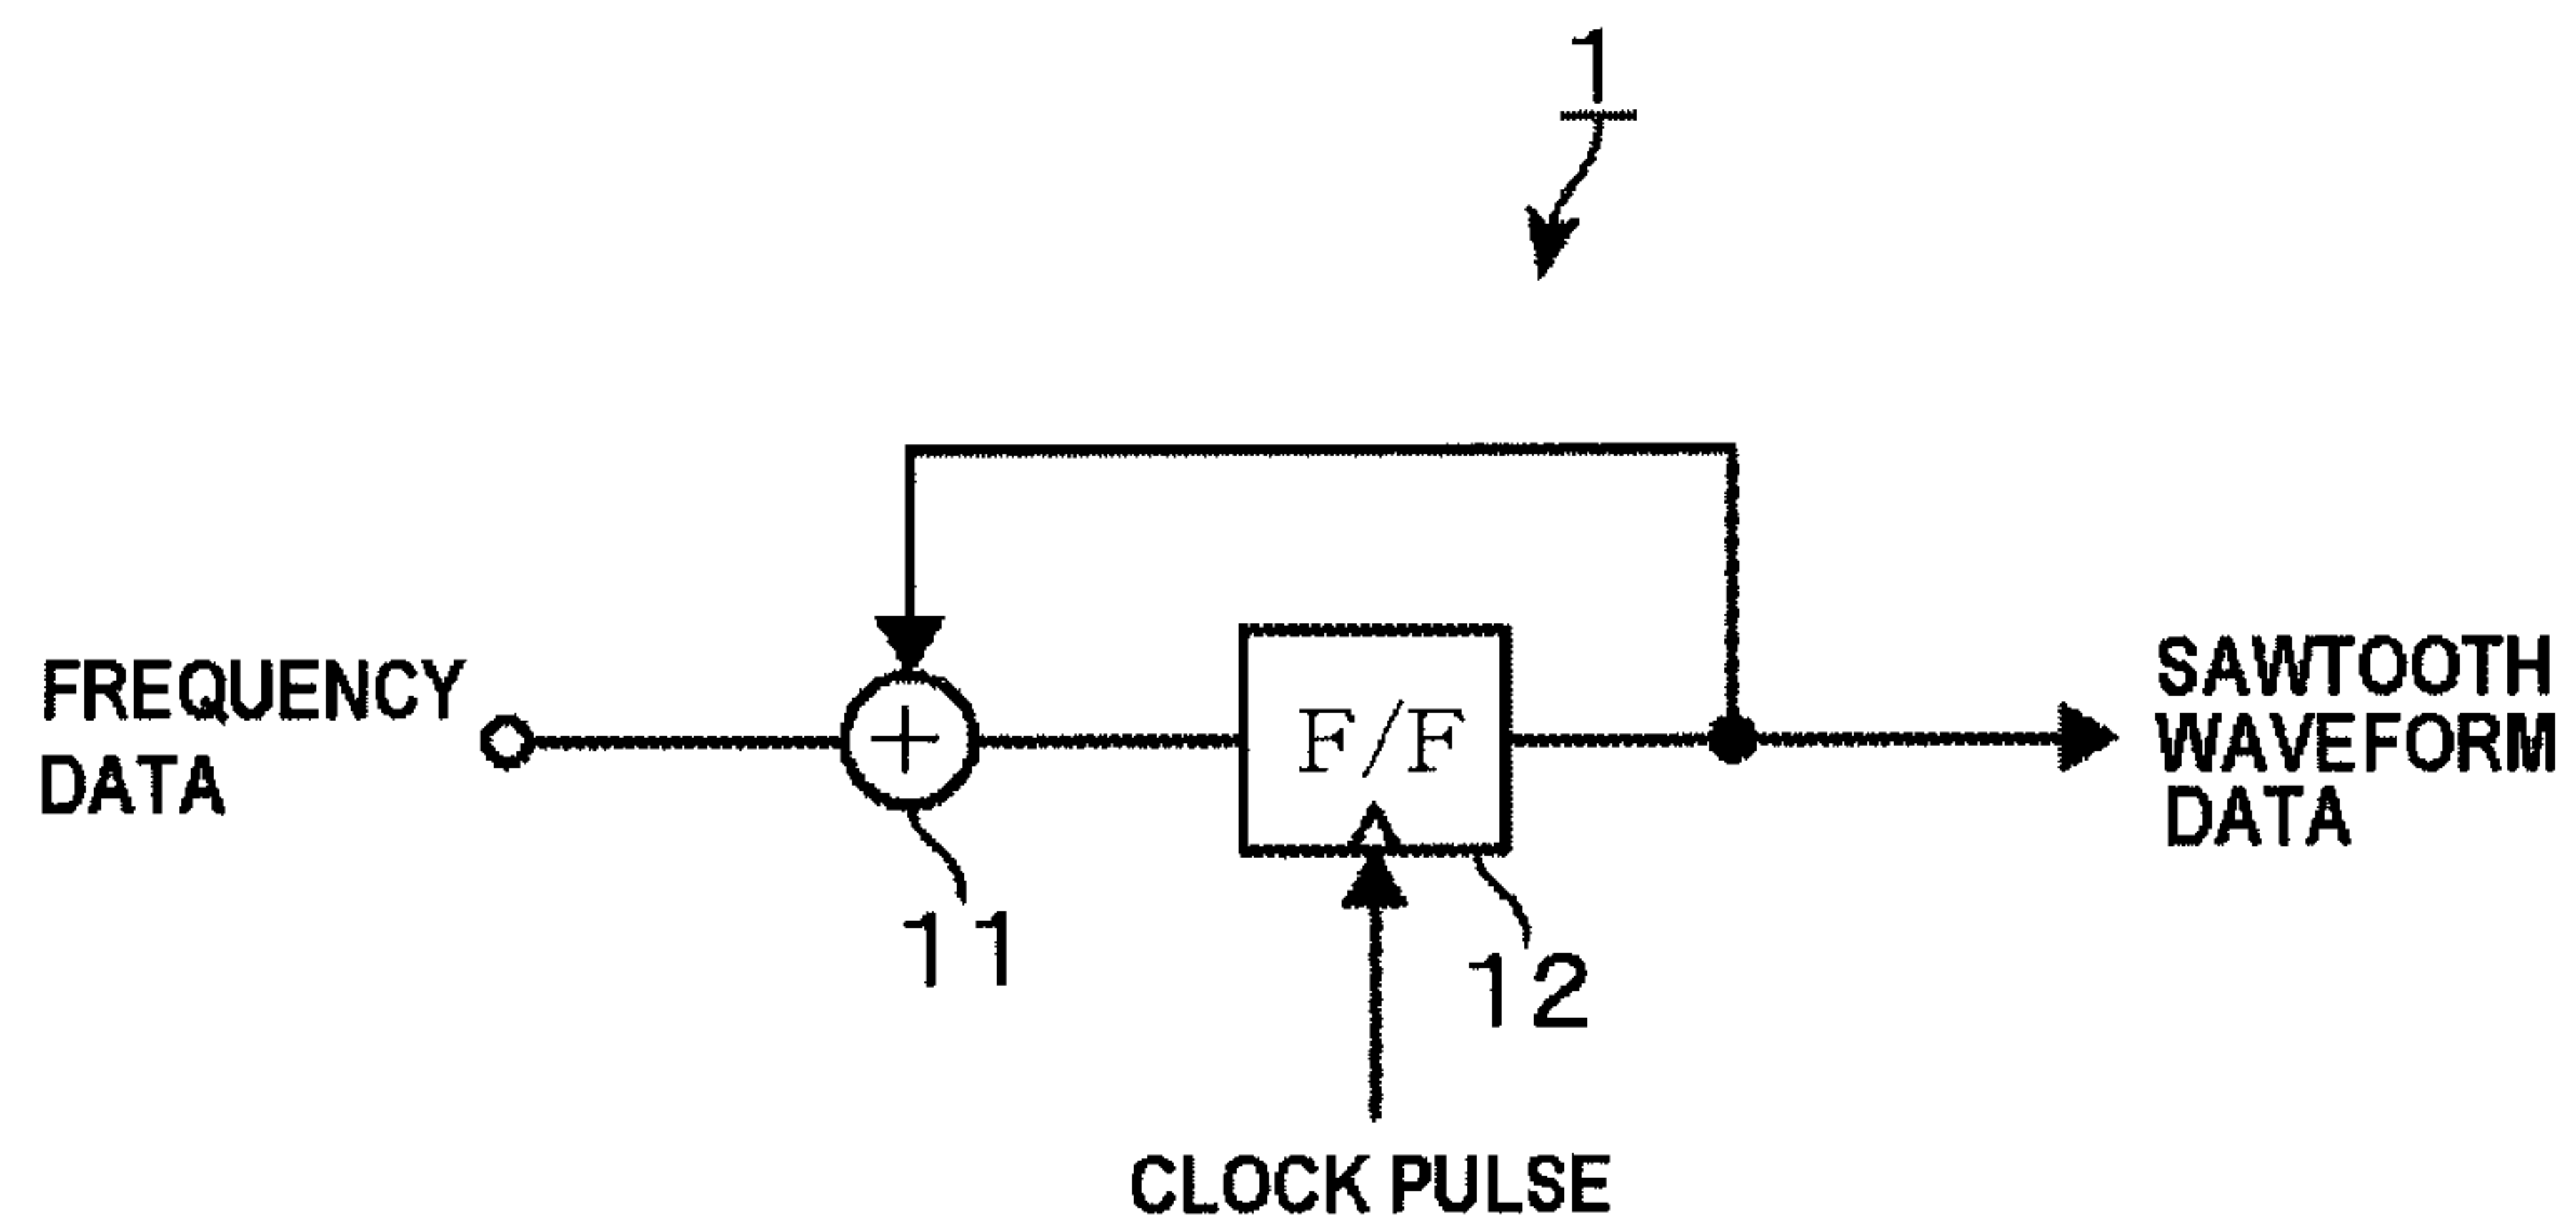 1
FREQUENCY
DATA
+
F/F
SAWTOOTH
WAVEFORM
DATA
11
12
CLOCK PULSE